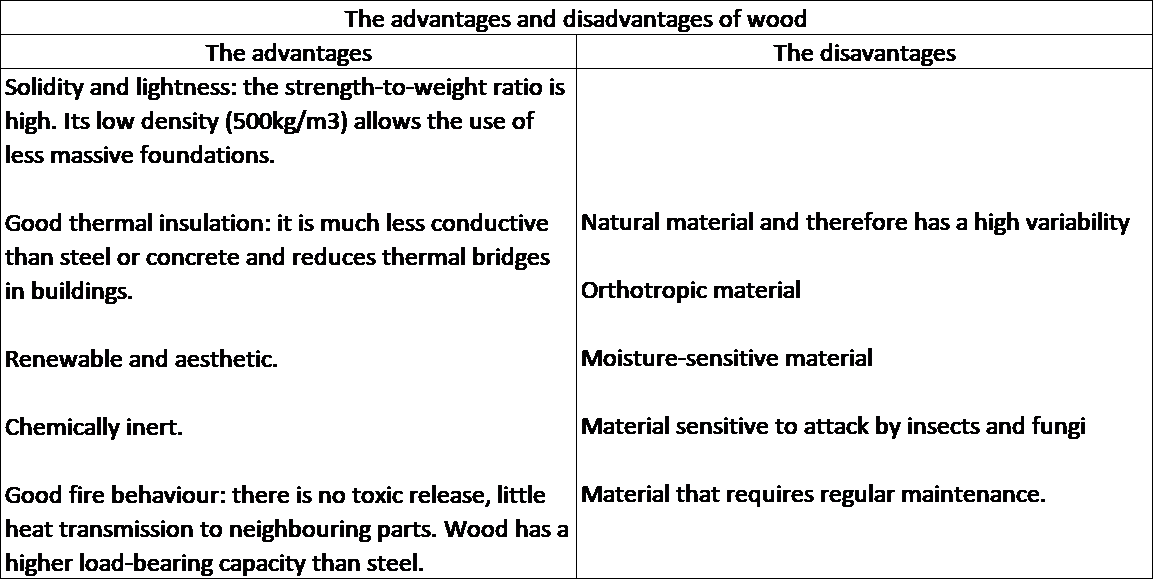 The advantages and disadvantages of wood
The advantages
The disavantages
Solidity and lightness: the strength-to-weight ratio is
high. Its low density (500kg/m3) allows the use of
less massive foundations.
Good thermal insulation: it is much less conductive
than steel or concrete and reduces thermal bridges
in buildings.
Renewable and aesthetic.
Chemically inert.
Good fire behaviour: there is no toxic release, little
heat transmission to neighbouring parts. Wood has a
higher load-bearing capacity than steel.
Natural material and therefore has a high variability
Orthotropic material
Moisture-sensitive material
Material sensitive to attack by insects and fungi
Material that requires regular maintenance.